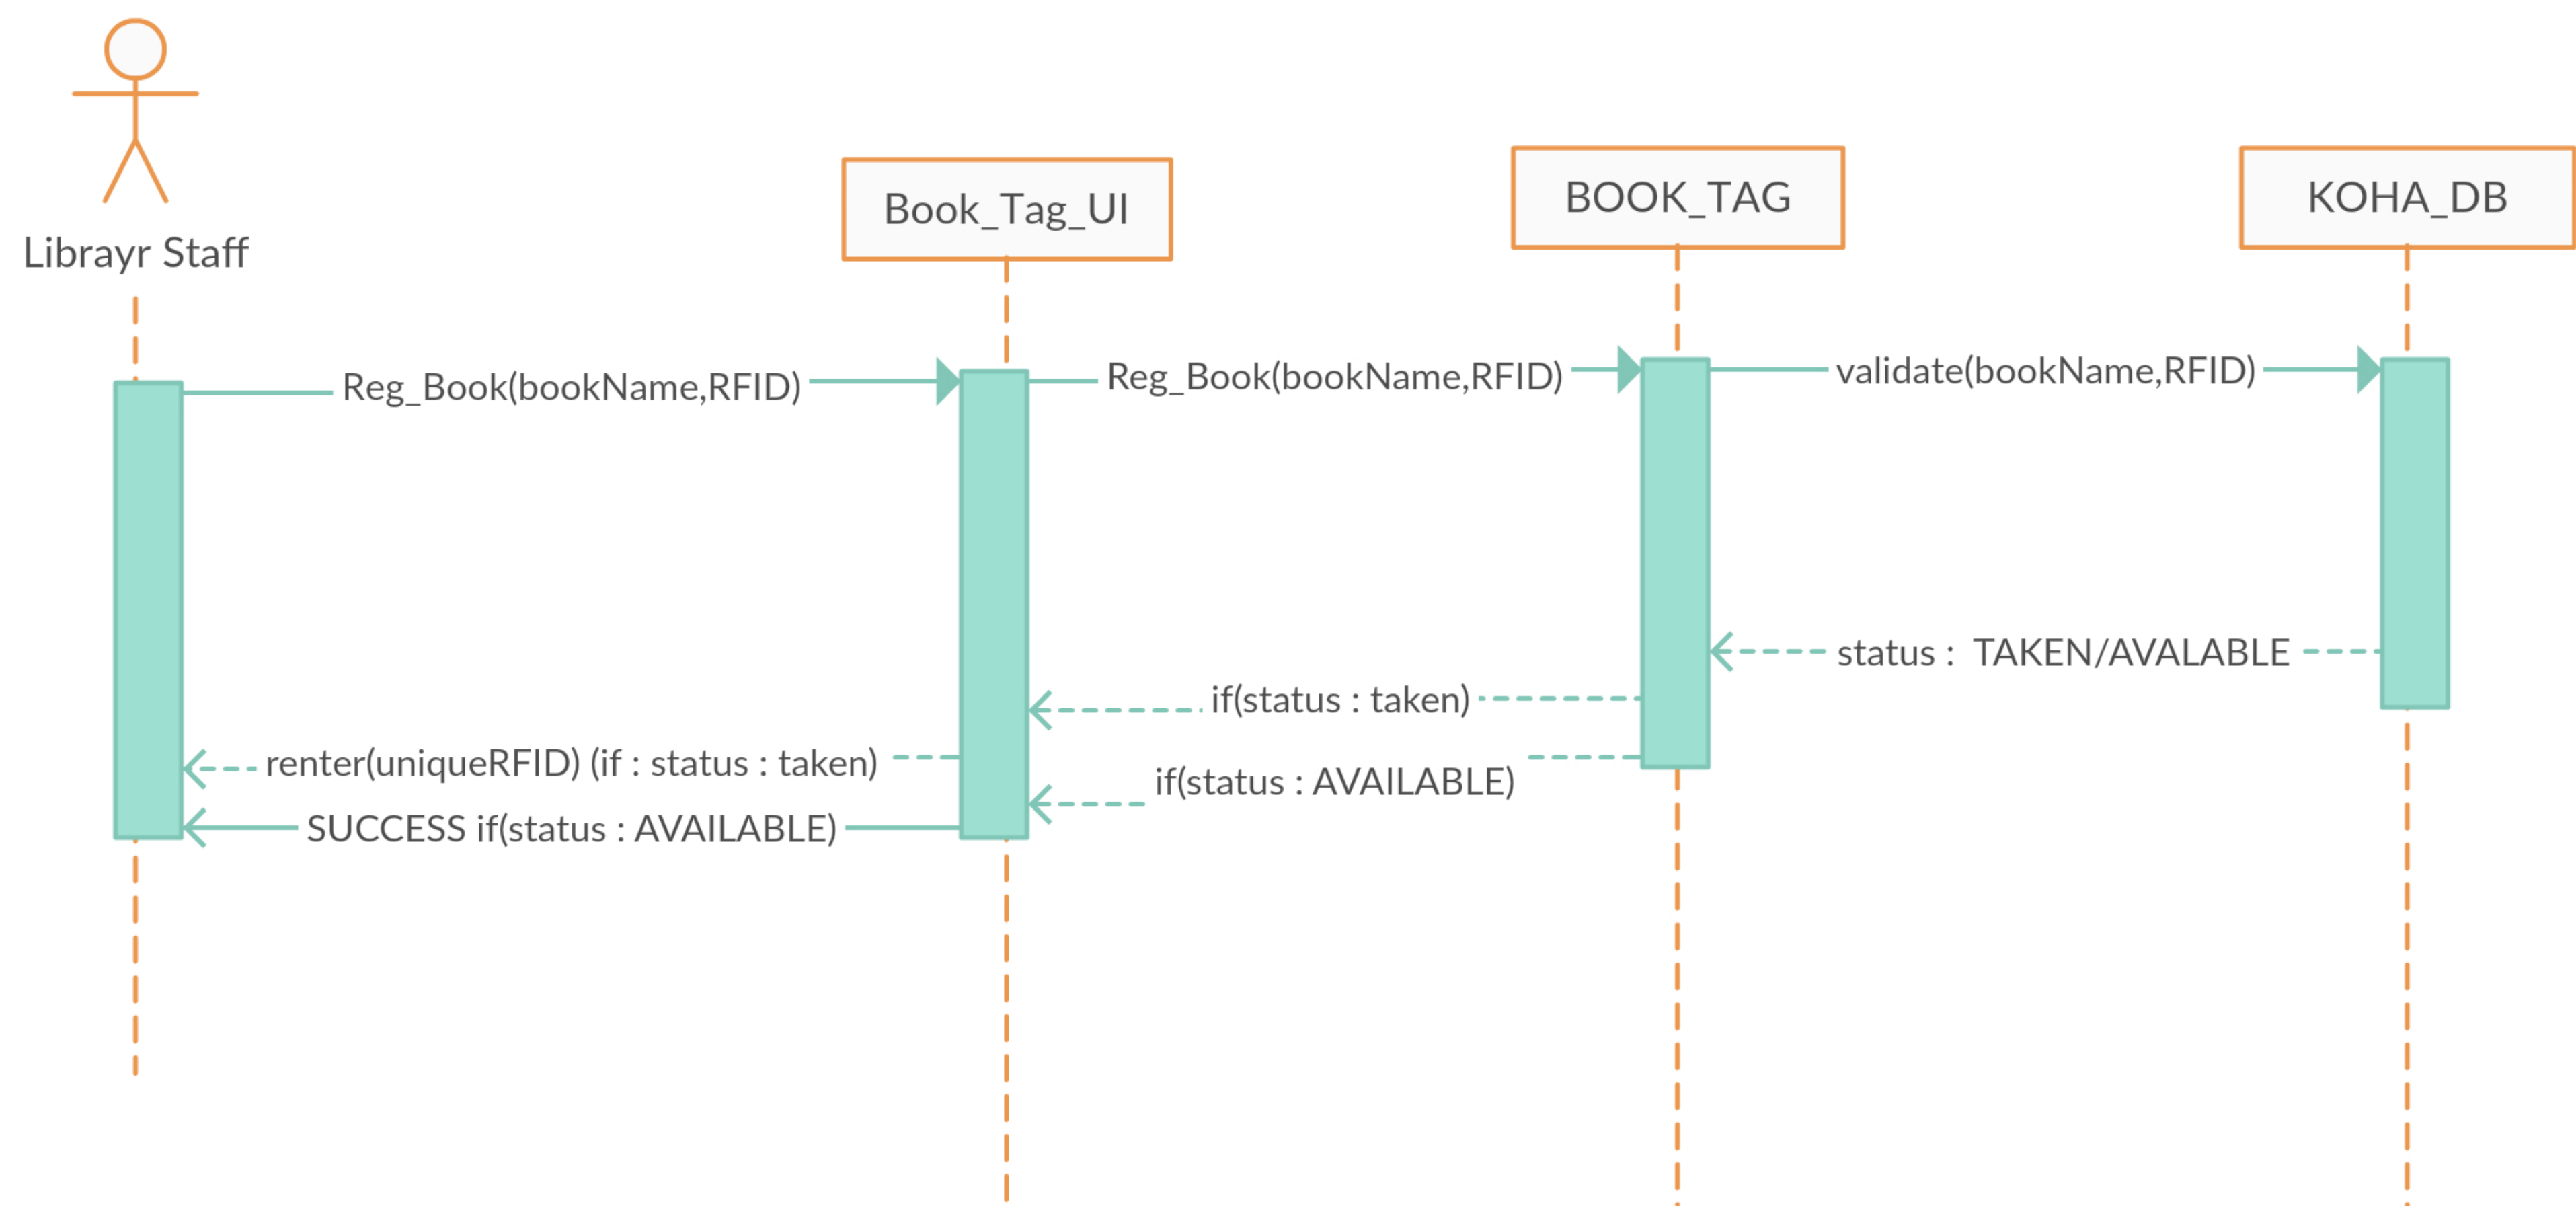 Librayr Staff
Book_Tag_UI
BOOK_TAG
KOHA_DB
Reg_Book(bookName,RFID)
Reg_Book(bookName,RFID)
validate(bookName,RFID)
status :  TAKEN/AVALABLE
if(status : taken)
renter(uniqueRFID) (if : status : taken)
if(status : AVAILABLE)
SUCCESS if(status : AVAILABLE)